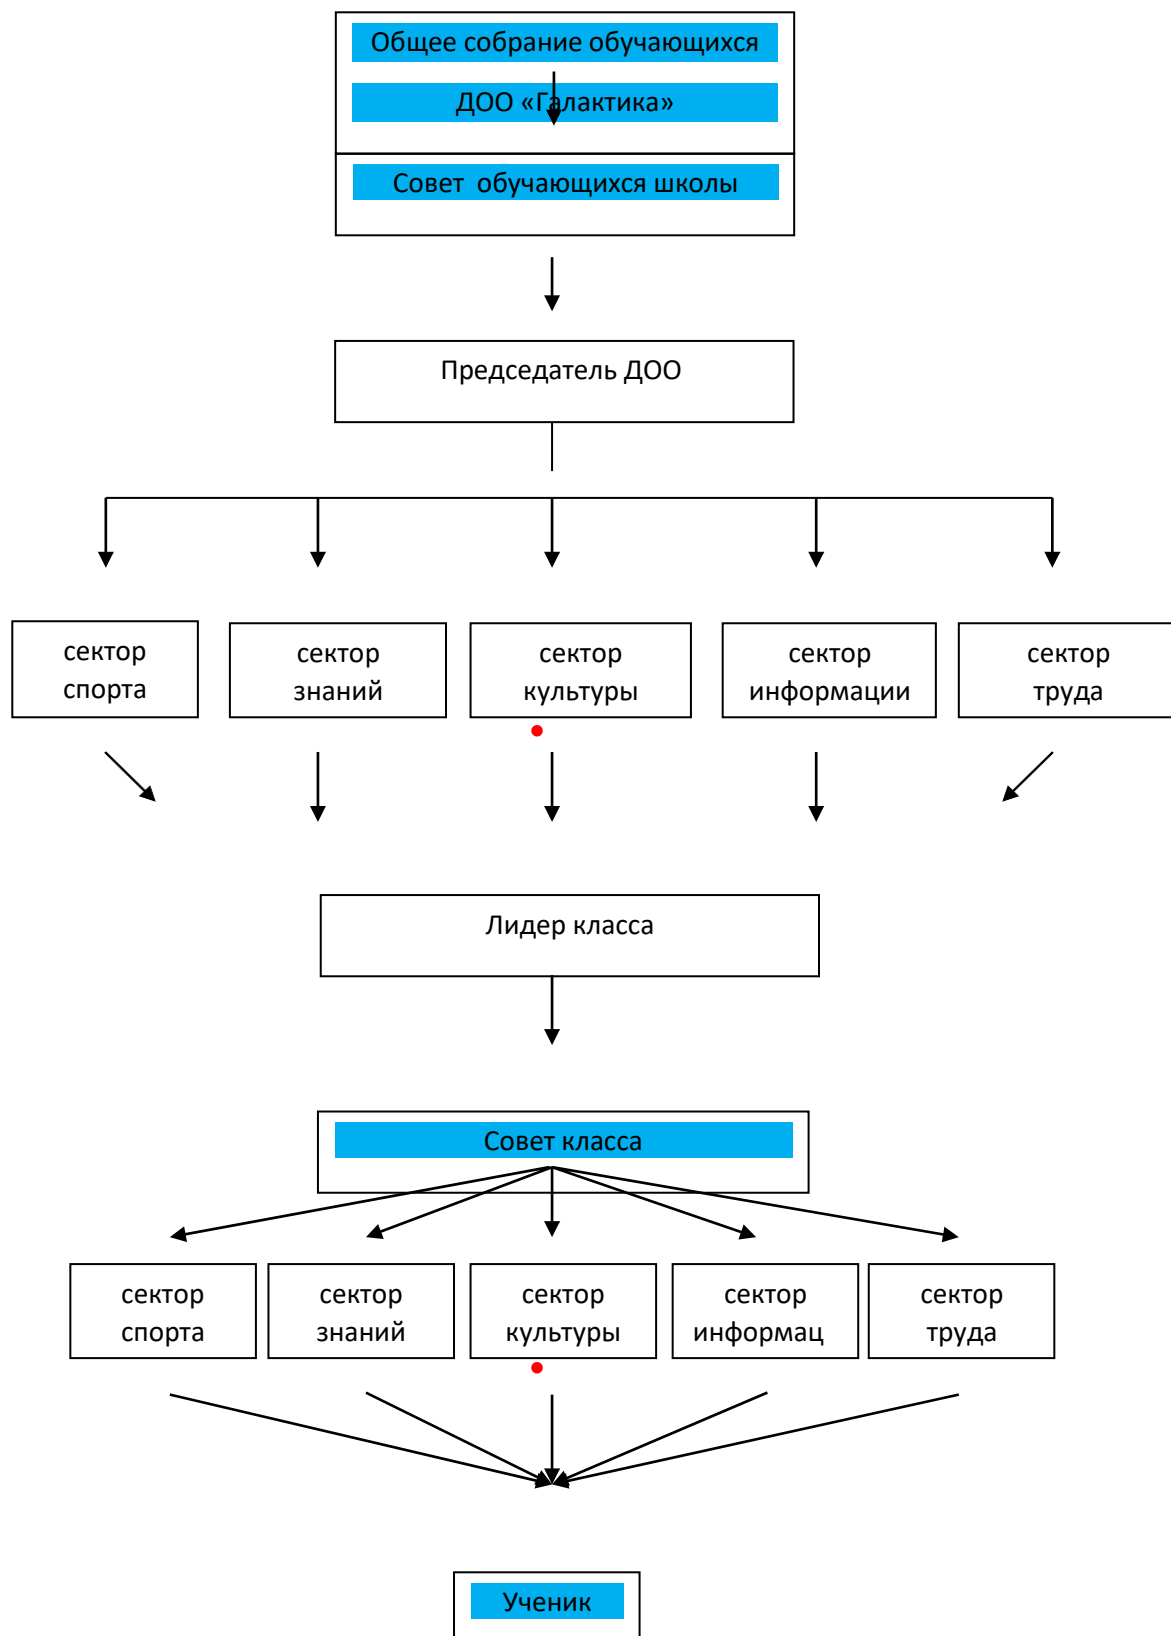 Общее собрание обучающихся
ДОО «Галактика»
Совет обучающихся школы
Председатель ДОО
сектор
спорта
сектор
знаний
сектор
культуры
сектор
информации
сектор
труда
Лидер класса
Совет класса
сектор
спорта
сектор
знаний
сектор
культуры
сектор
информац
сектор
труда
Ученик